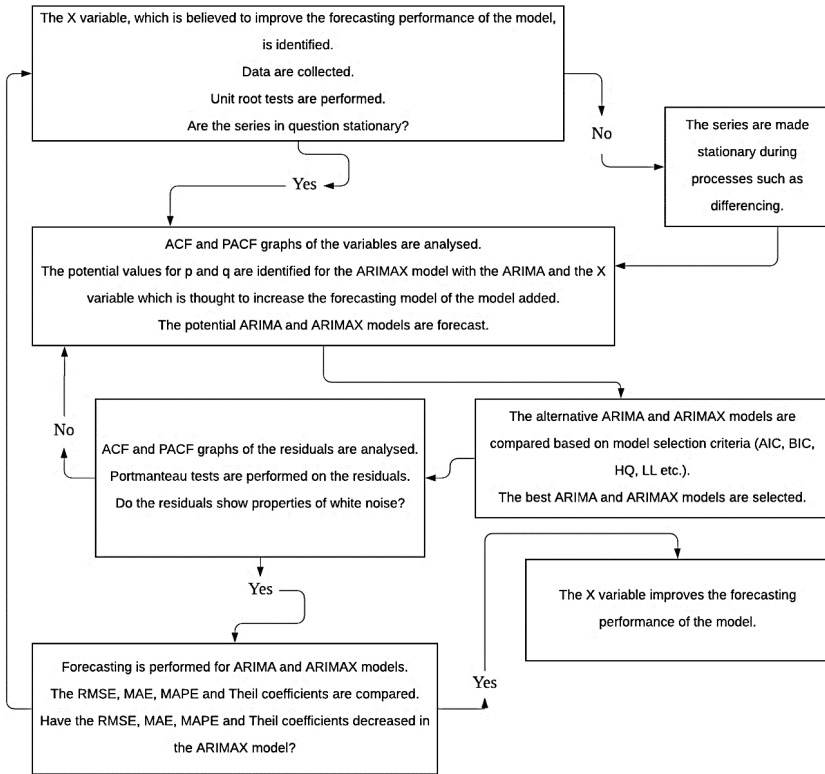 The X variable, which is believed to improve the forecasting performance of the model,
is identified.
Data are collected.
Unit root tests are performed.
Are the series in question stationary?
No
The series are made
stationary during
processes such as
differencing.
Yes
ACF and PACF graphs of the variables are analysed.
The potential values for p and q are identified for the ARIMAX model with the ARIMA and the X
variable which is thought to increase the forecasting model of the model added.
The potential ARIMA and ARIMAX models are forecast.
The alternative ARIMA and ARIMAX models are
compared based on model selection criteria (AIC, BIC,
HQ, LL etc.).
The best ARIMA and ARIMAX models are selected.
No
ACF and PACF graphs of the residuals are analysed.
Portmanteau tests are performed on the residuals.
Do the residuals show properties of white noise?
Yes
Forecasting is performed for ARIMA and ARIMAX models.
The RMSE, MAE, MAPE and Theil coefficients are compared.
Have the RMSE, MAE, MAPE and Theil coefficients decreased in
the ARIMAX model?
Yes
The X variable improves the forecasting
performance of the model.